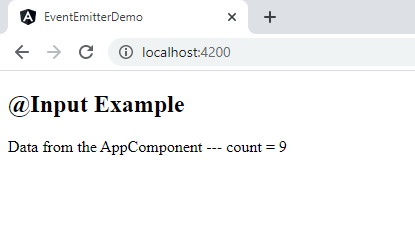 EventEmitterDemo
localhost:4200
@Input Example
Data from the AppComponent --- count = 9